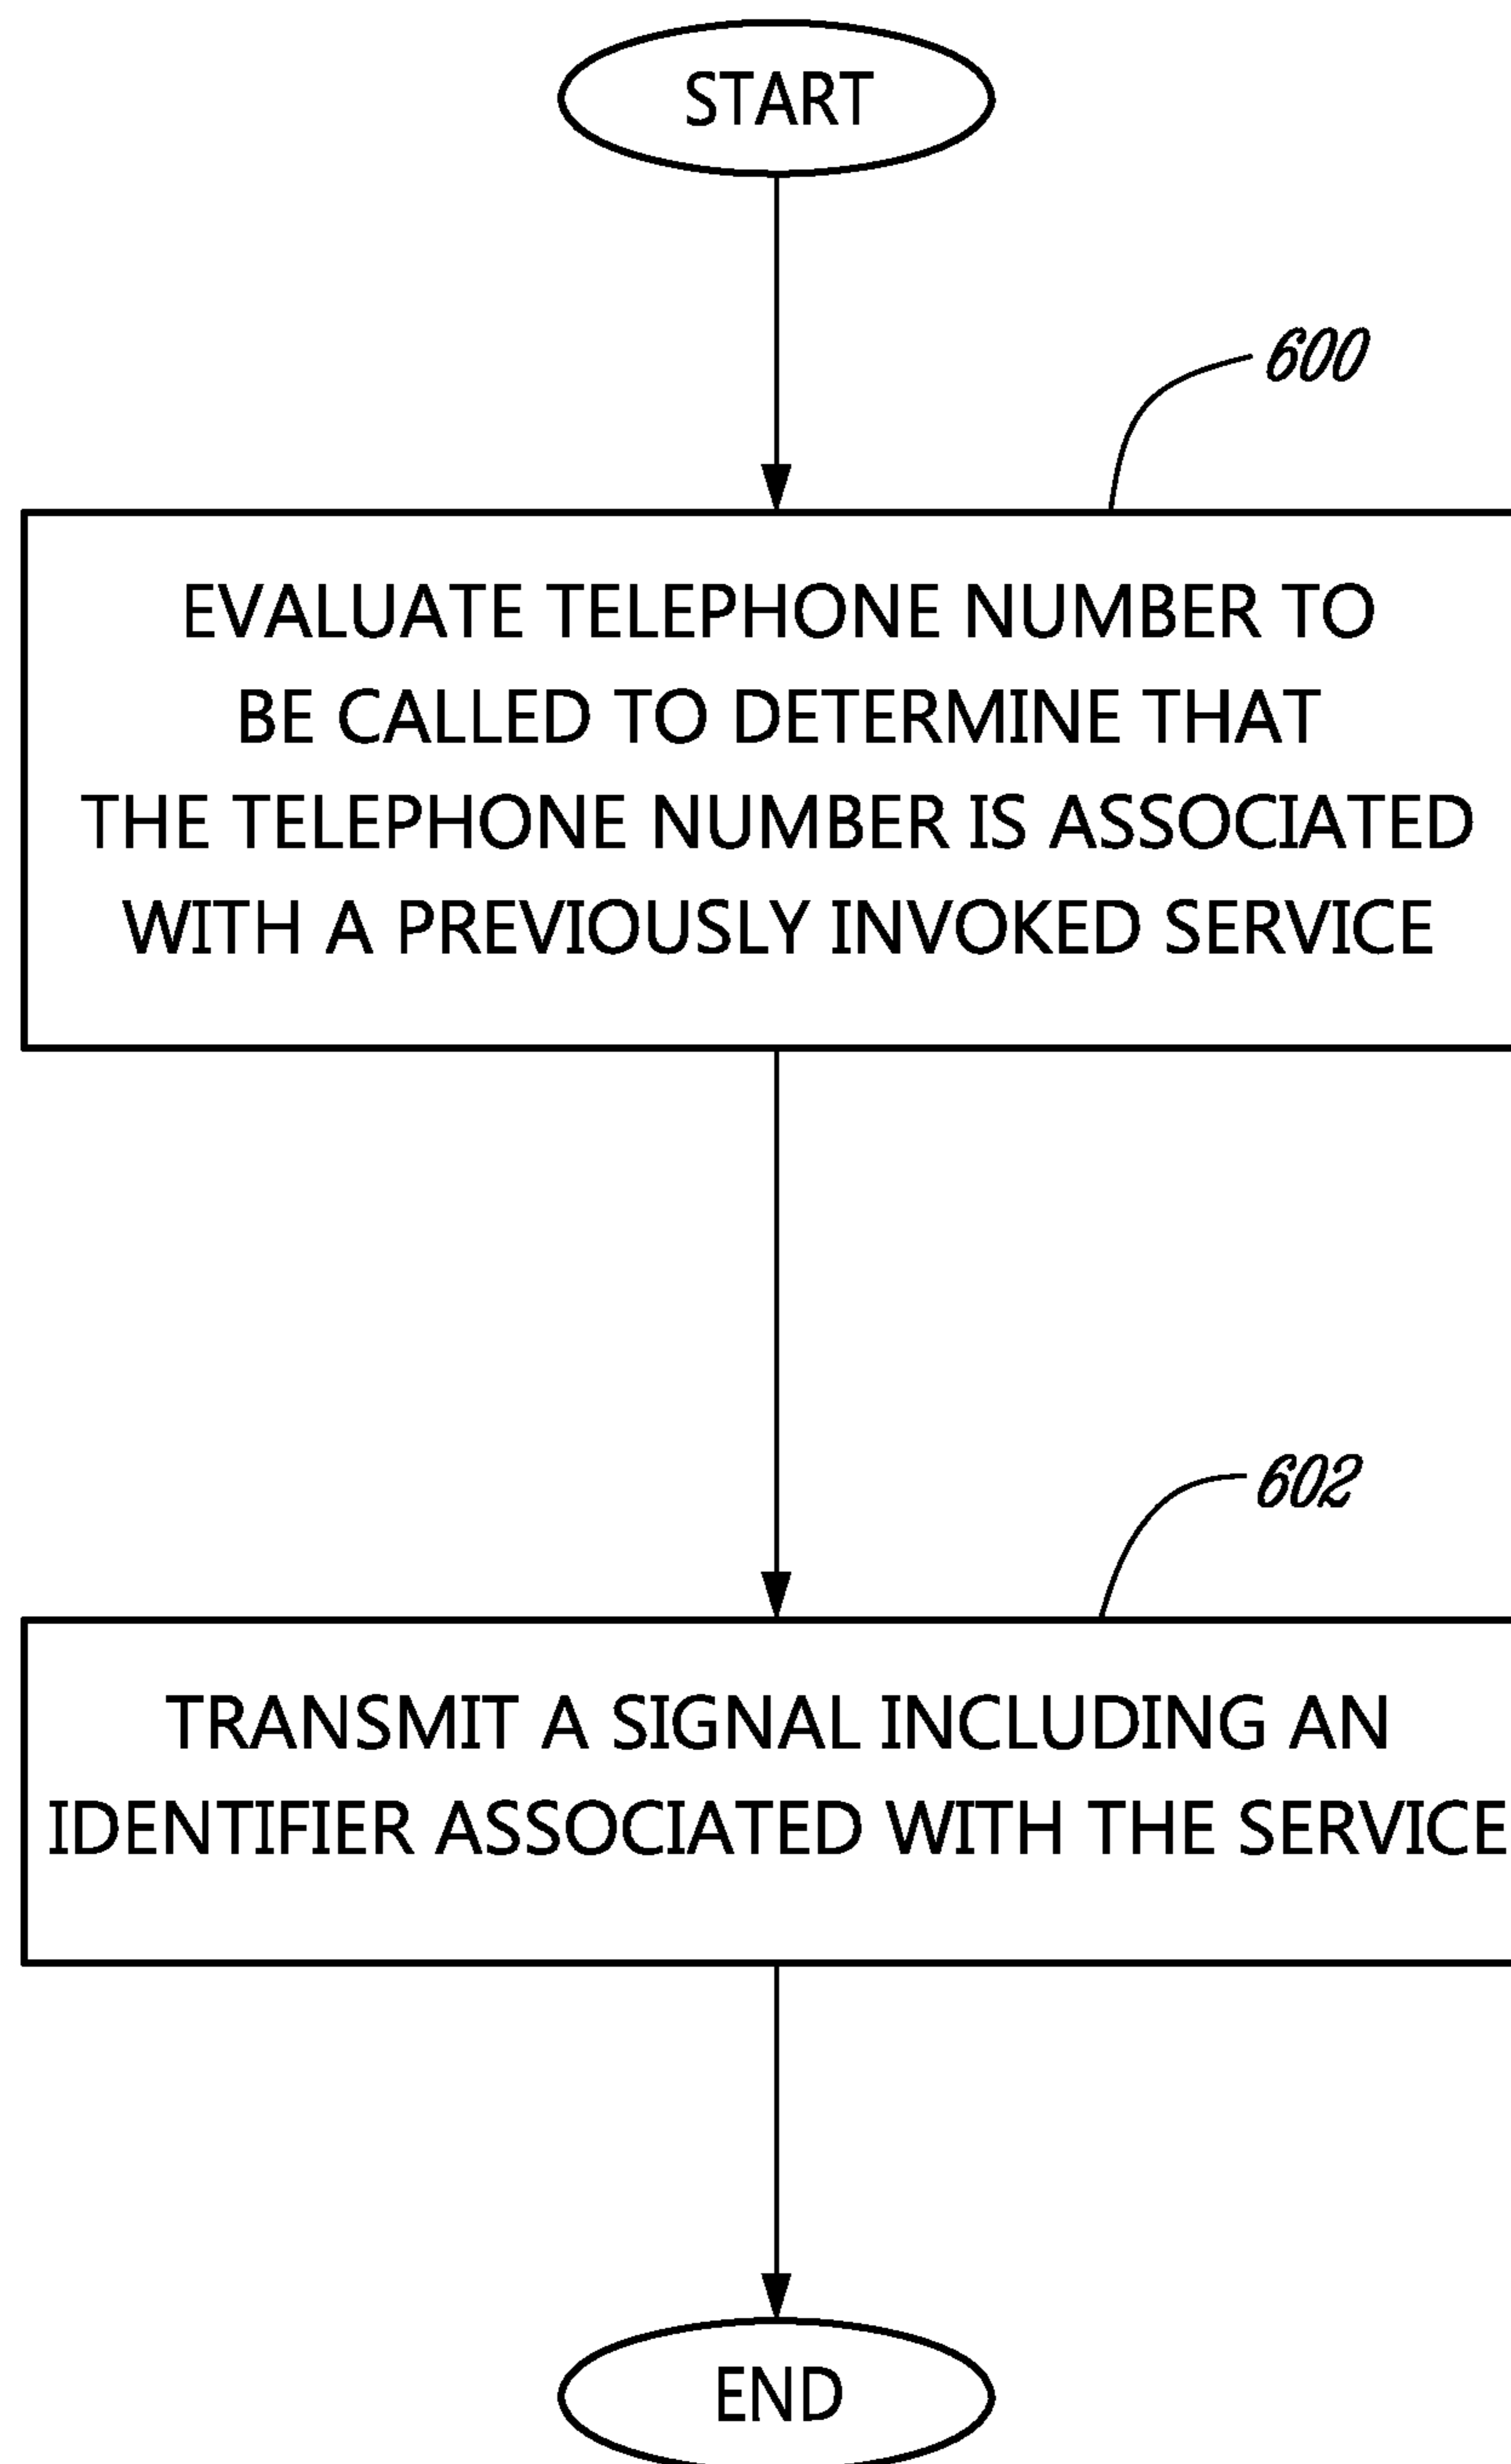 START
600
EVALUATE TELEPHONE NUMBER TO
BE CALLED TO DETERMINE THAT
THE TELEPHONE NUMBER IS ASSOCIATED
WITH A PREVIOUSLY INVOKED SERVICE
602
TRANSMIT A SIGNAL INCLUDING AN
IDENTIFIER ASSOCIATED WITH THE SERVICE
END